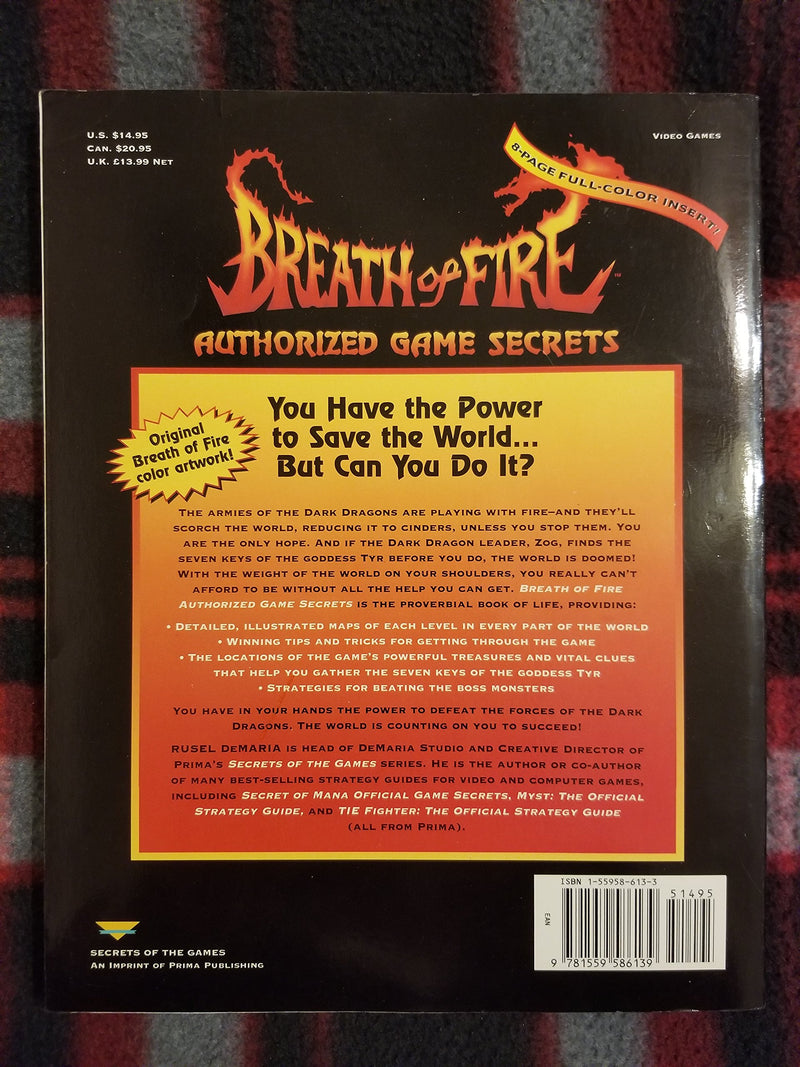 U.S. $14.95
Can. $20.95
U.K. £13.99 Net
Video Games
8-PAGE FULL-COLOR INSERT!
BREATH OF FIRE™
AUTHORIZED GAME SECRETS
Original
Breath of Fire
color artwork!
You Have the Power
to Save the World...
But Can You Do It?
The armies of the Dark Dragons are playing with fire—and they'll
scorch the world, reducing it to cinders, unless you stop them. You
are the only hope. And if the Dark Dragon leader, Zog, finds the
seven keys of the goddess Tyr before you do, the world is doomed!
With the weight of the world on your shoulders, you really can't
afford to be without all the help you can get. Breath of Fire
Authorized Game Secrets is the proverbial book of life, providing:
• Detailed, illustrated maps of each level in every part of the world
• Winning tips and tricks for getting through the game
• The locations of the game's powerful treasures and vital clues
that help you gather the seven keys of the goddess Tyr
• Strategies for beating the boss monsters
You have in your hands the power to defeat the forces of the Dark
Dragons. The world is counting on you to succeed!
RUSEL DeMARIA is head of DeMaria Studio and Creative Director of
Prima's Secrets of the Games series. He is the author or co-author
of many best-selling strategy guides for video and computer games,
including Secret of Mana Official Game Secrets, Myst: The Official
Strategy Guide, and TIE Fighter: The Official Strategy Guide
(all from Prima).
ISBN 1-55958-613-3
51495
EAN
9 781559 586139
SECRETS OF THE GAMES
An Imprint of Prima Publishing